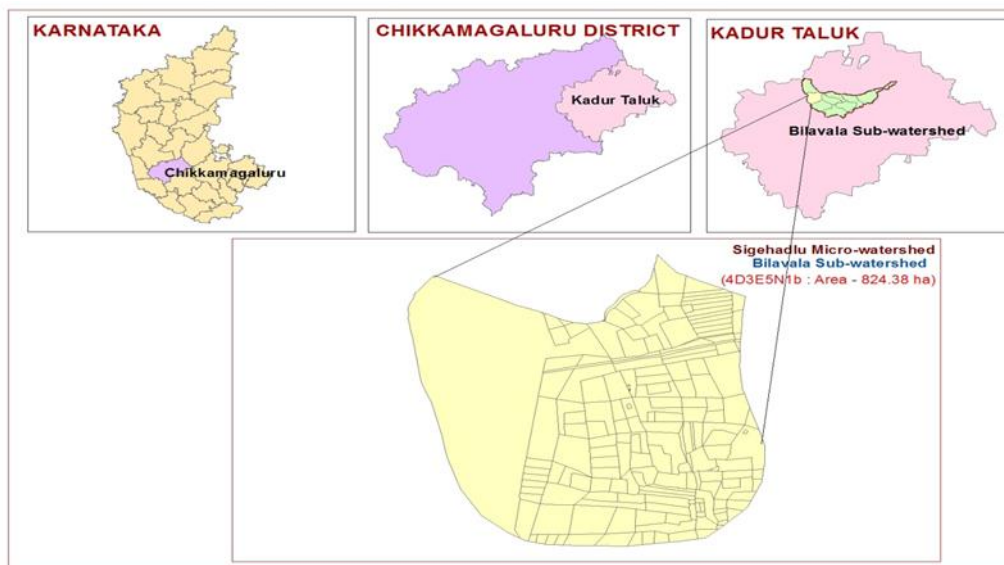 KARNATAKA
Chikkamagaluru
CHIKKAMAGALURU DISTRICT
Kadur Taluk
KADUR TALUK
Bilavala Sub-watershed
Sigehadlu Micro-watershed
Bilavala Sub-watershed
(4D3E5N1b : Area - 824.38 ha)